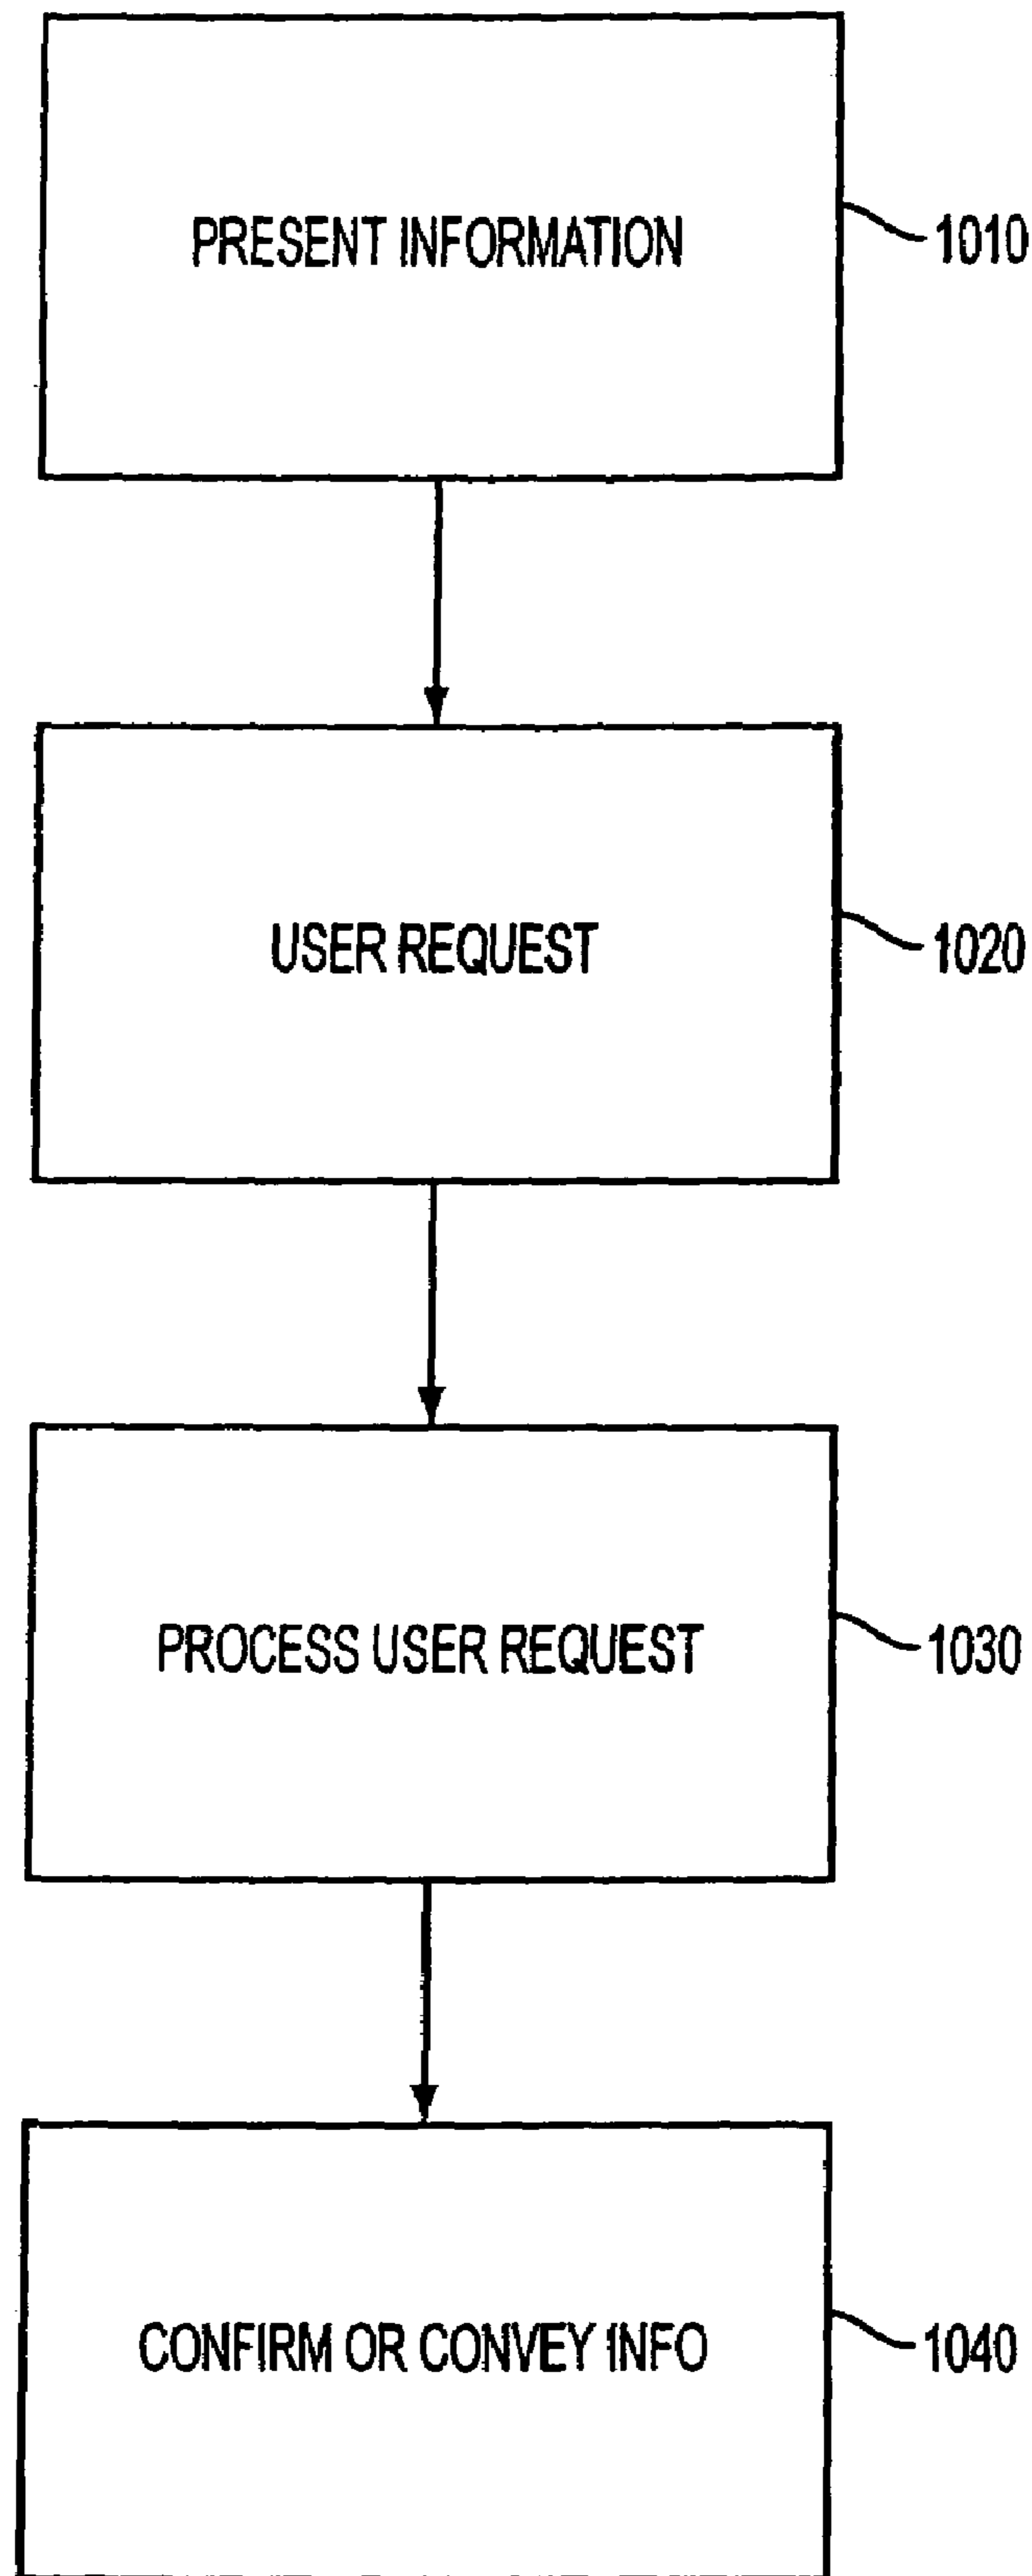 PRESENT INFORMATION
1010
USER REQUEST
1020
PROCESS USER REQUEST
1030
CONFIRM OR CONVEY INFO
1040